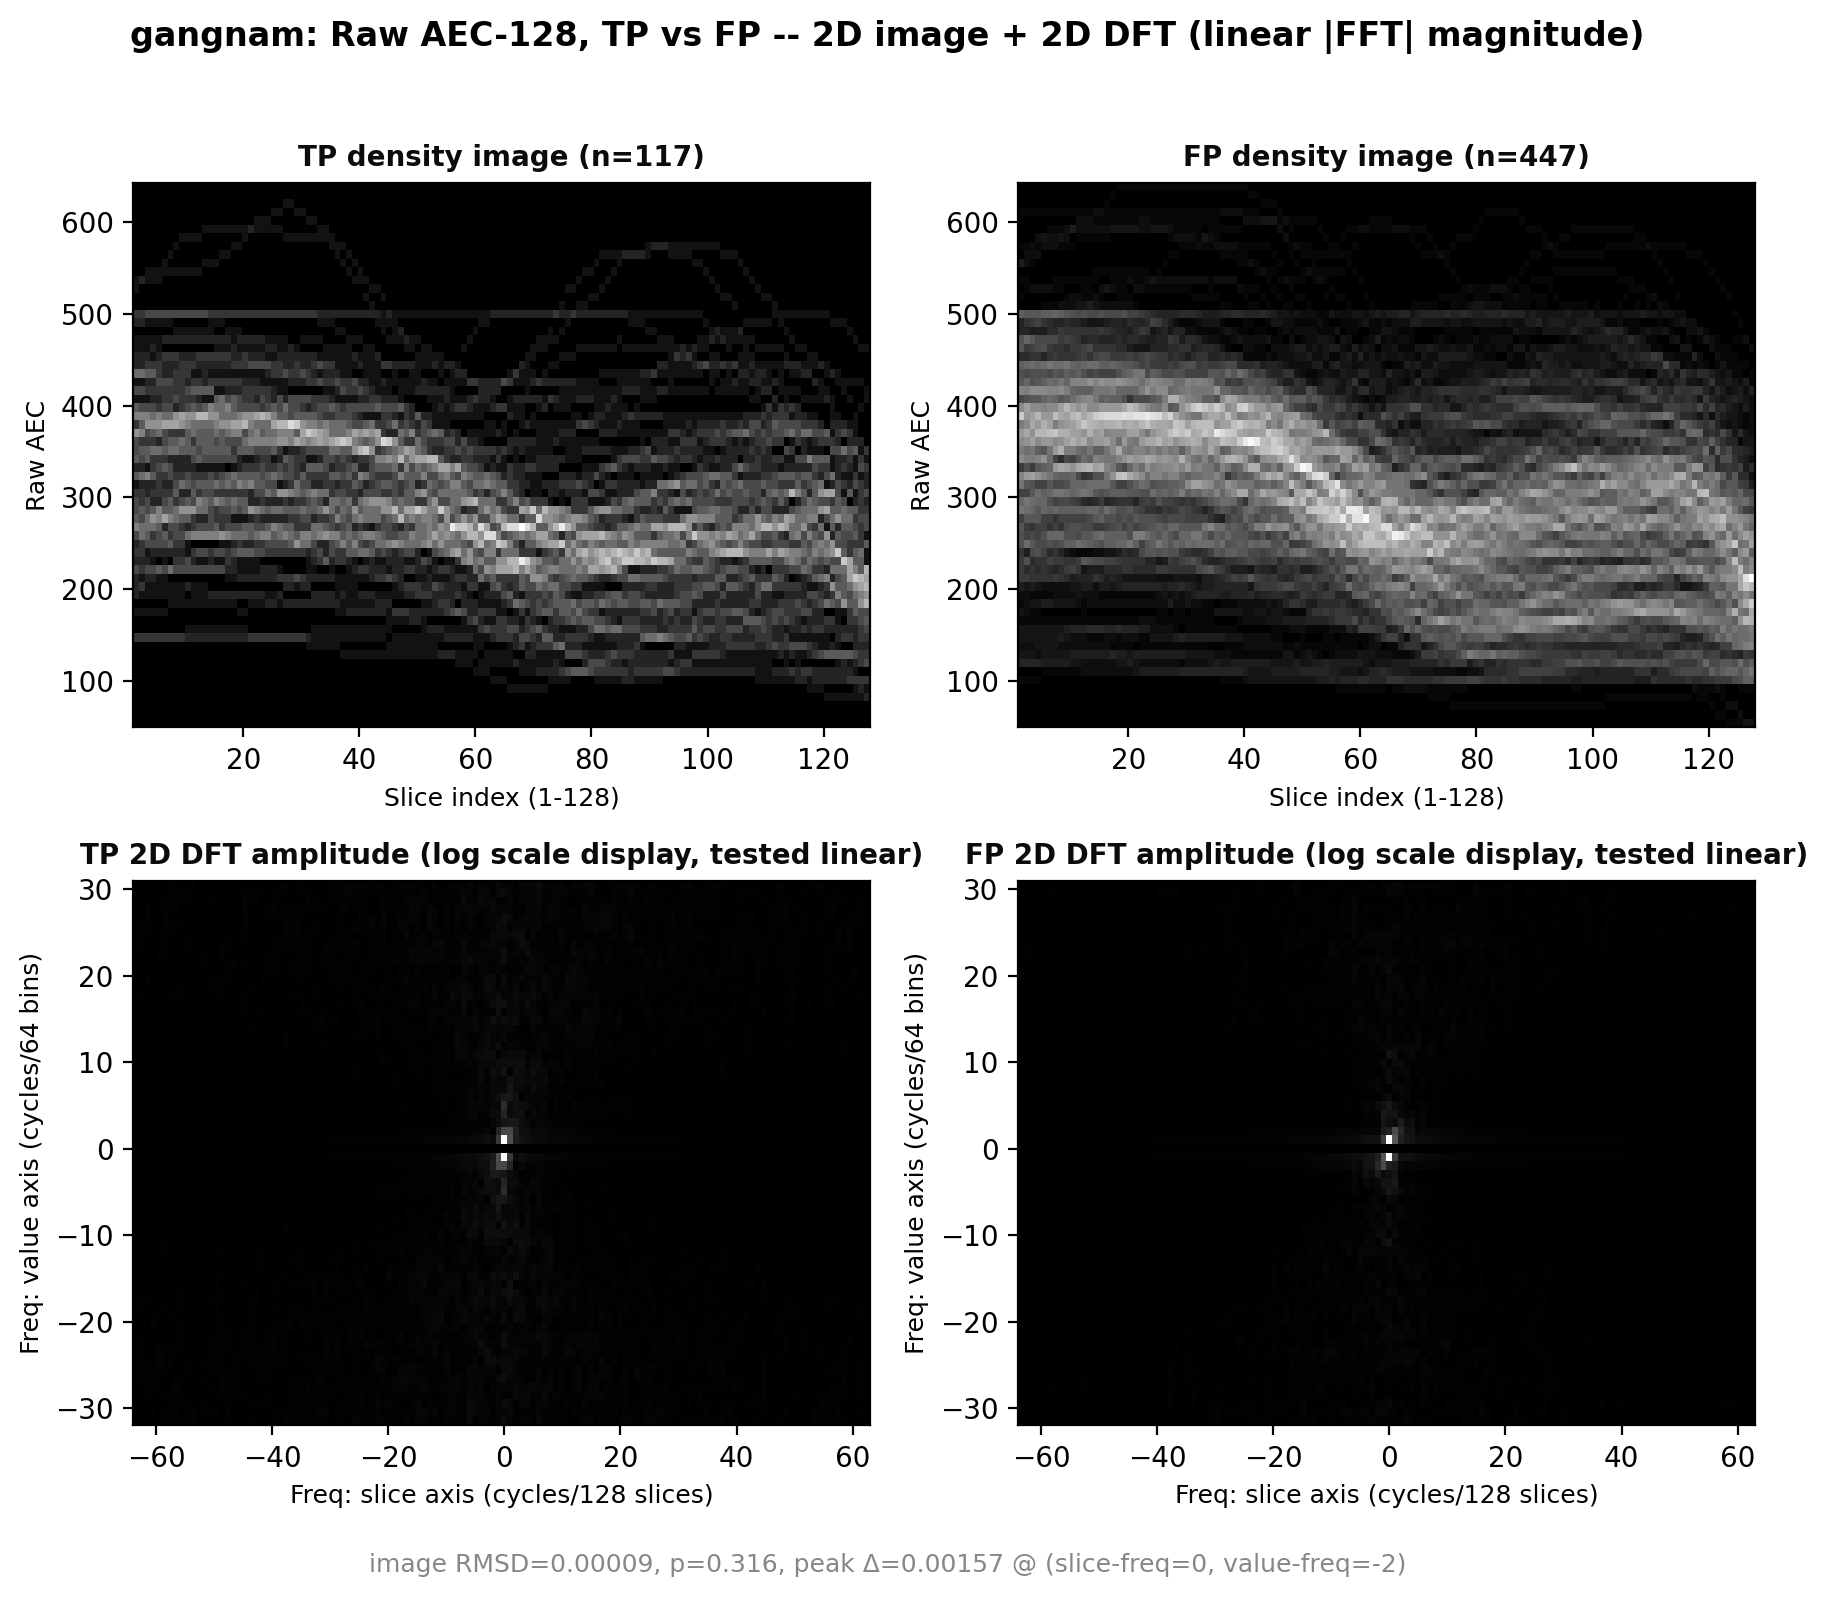 gangnam: Raw AEC-128, TP vs FP -- 2D image + 2D DFT (linear |FFT| magnitude)
TP density image (n=117)
600
500
400
300
200
100
Raw AEC
20 40 60 80 100 120
Slice index (1-128)
FP density image (n=447)
600
500
400
300
200
100
Raw AEC
20 40 60 80 100 120
Slice index (1-128)
TP 2D DFT amplitude (log scale display, tested linear)
30
20
10
0
−10
−20
−30
Freq: value axis (cycles/64 bins)
−60 −40 −20 0 20 40 60
Freq: slice axis (cycles/128 slices)
FP 2D DFT amplitude (log scale display, tested linear)
30
20
10
0
−10
−20
−30
Freq: value axis (cycles/64 bins)
−60 −40 −20 0 20 40 60
Freq: slice axis (cycles/128 slices)
image RMSD=0.00009, p=0.316, peak Δ=0.00157 @ (slice-freq=0, value-freq=-2)